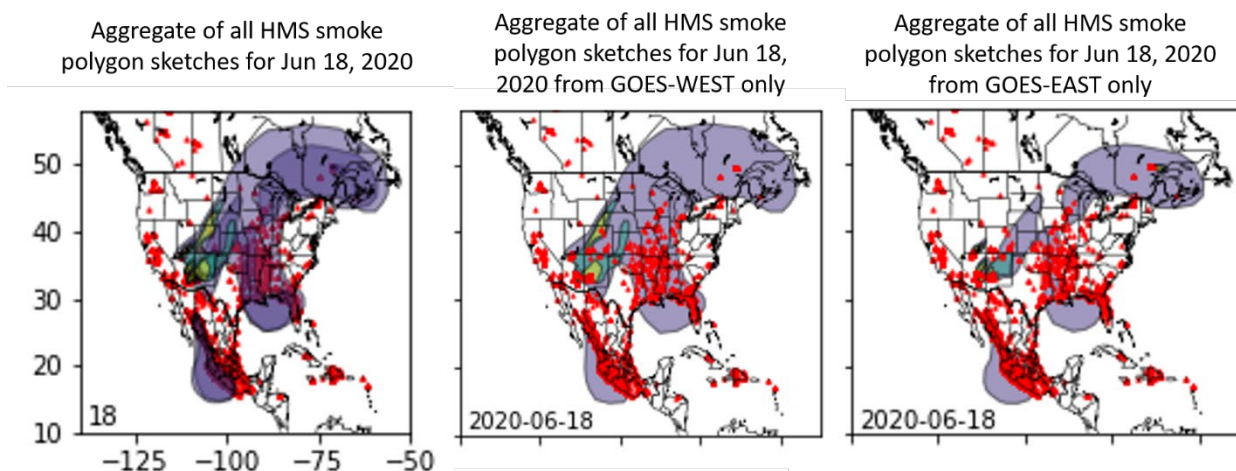 Aggregate of all HMS smoke
polygon sketches for Jun 18, 2020
Aggregate of all HMS smoke
polygon sketches for Jun 18,
2020 from GOES-WEST only
Aggregate of all HMS smoke
polygon sketches for Jun 18, 2020
from GOES-EAST only
50
40
30
20
10
18
2020-06-18
2020-06-18
−125
−100
−75
−50